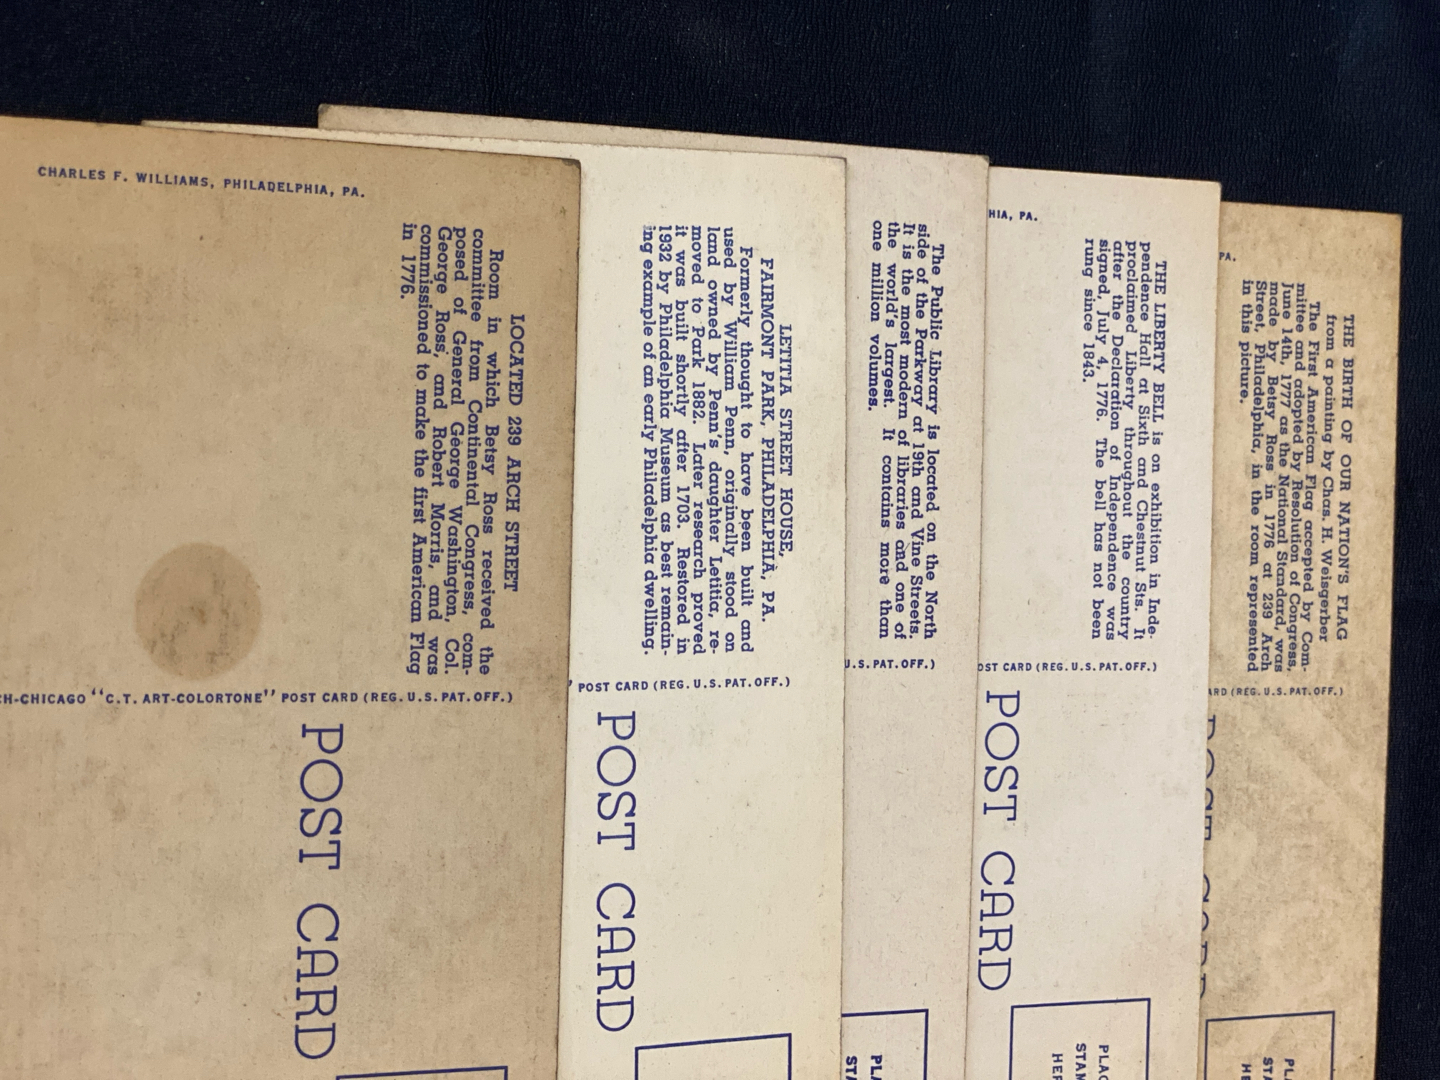 CHARLES F. WILLIAMS, PHILADELPHIA, PA.
LOCATED 239 ARCH STREET
Room in which Betsy Ross received the
committee from Continental Congress, com-
posed of General George Washington, Col.
George Ross, and Robert Morris, and was
commissioned to make the first American Flag
in 1776.
H-CHICAGO "C.T. ART-COLORTONE" POST CARD (REG. U.S. PAT. OFF.)
POST CARD
LETITIA STREET HOUSE,
FAIRMONT PARK, PHILADELPHIA, PA.
Formerly thought to have been built and
used by William Penn, originally stood on
land owned by Penn's daughter Letitia, re-
moved to Park 1882. Later research proved
it was built shortly after 1703. Restored in
1932 by Philadelphia Museum as best remain-
ing example of an early Philadelphia dwelling.
" POST CARD (REG. U.S. PAT. OFF.)
POST CARD
The Public Library is located on the North
side of the Parkway at 19th and Vine Streets.
It is the most modern of libraries and one of
the world's largest. It contains more than
one million volumes.
U.S. PAT. OFF.)
PLA
STA
HIA, PA.
THE LIBERTY BELL is on exhibition in Inde-
pendence Hall at Sixth and Chestnut Sts. It
proclaimed Liberty throughout the country
after the Declaration of Independence was
signed, July 4, 1776. The bell has not been
rung since 1843.
OST CARD (REG. U.S. PAT. OFF.)
POST CARD
PLAC
STAM
HER
PA.
THE BIRTH OF OUR NATION'S FLAG
from a painting by Chas. H. Weisgerber
The First American Flag accepted by Com-
mittee and adopted by Resolution of Congress,
June 14th, 1777 as the National Standard, was
made by Betsy Ross in 1776 at 239 Arch
Street, Philadelphia, in the room represented
in this picture.
ARD (REG. U.S. PAT. OFF.)
POST CARD
PLA
STA
HE